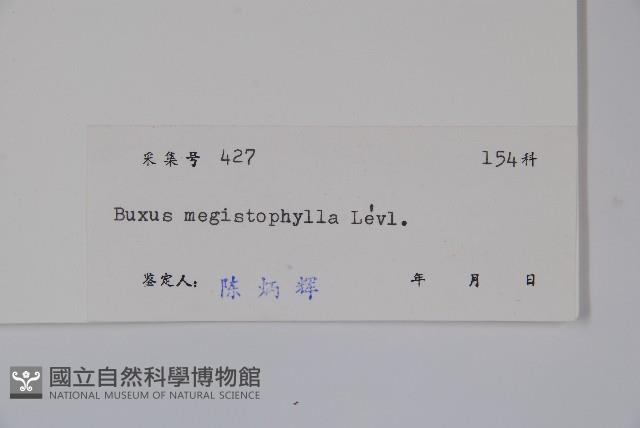 采集号 427 154科
Buxus megistophylla Lévl.
鉴定人: 陈炳辉 年 月 日
國立自然科學博物館
NATIONAL MUSEUM OF NATURAL SCIENCE